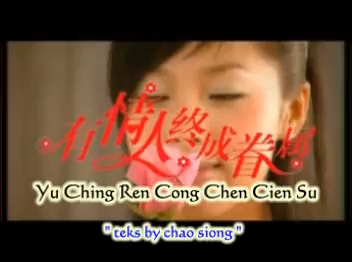 有情人终成眷属
Yu Ching Ren Cong Chen Cien Su
" teks by chao siong "